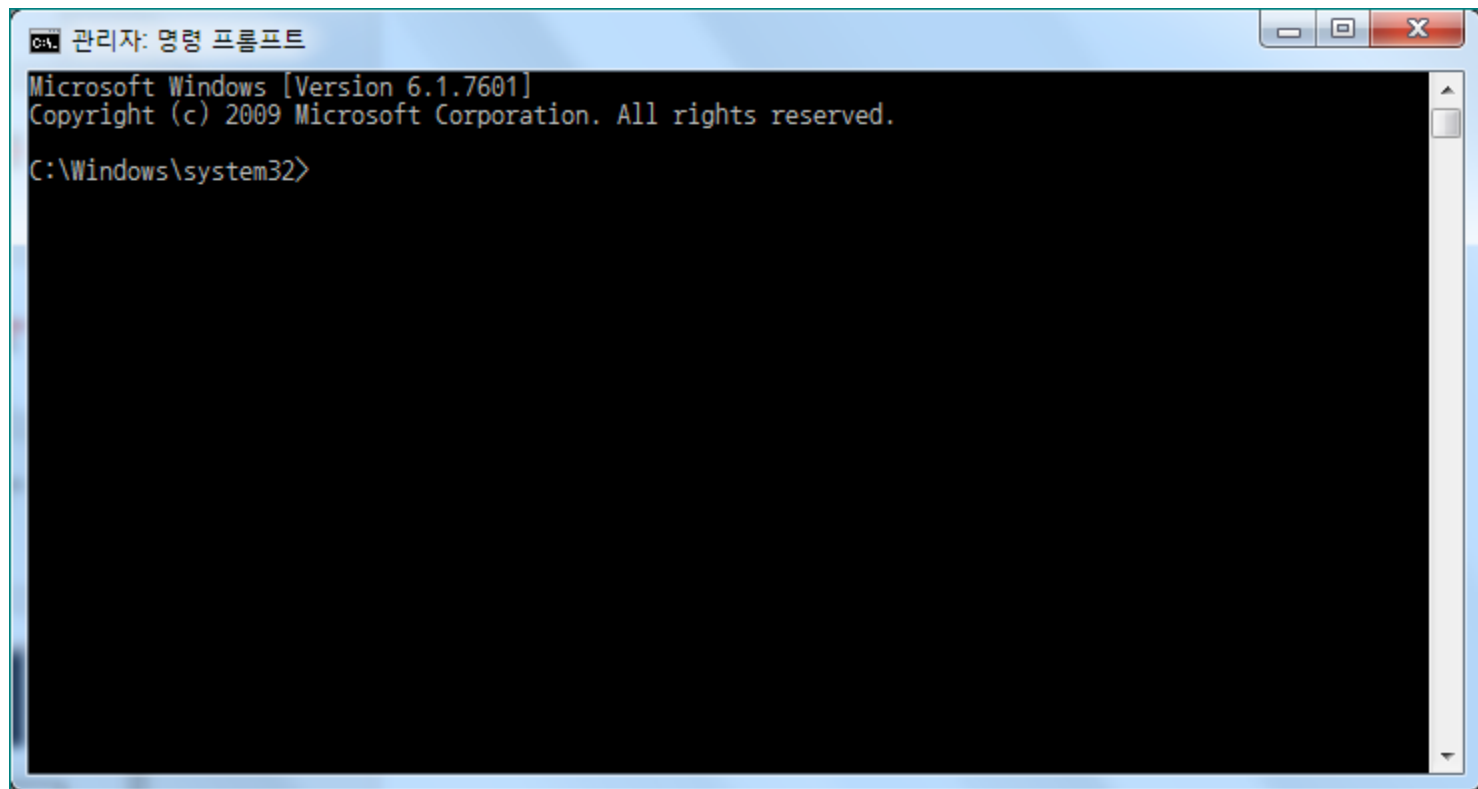 관리자: 명령 프롬프트
Microsoft Windows [Version 6.1.7601]
Copyright (c) 2009 Microsoft Corporation. All rights reserved.
C:\Windows\system32>